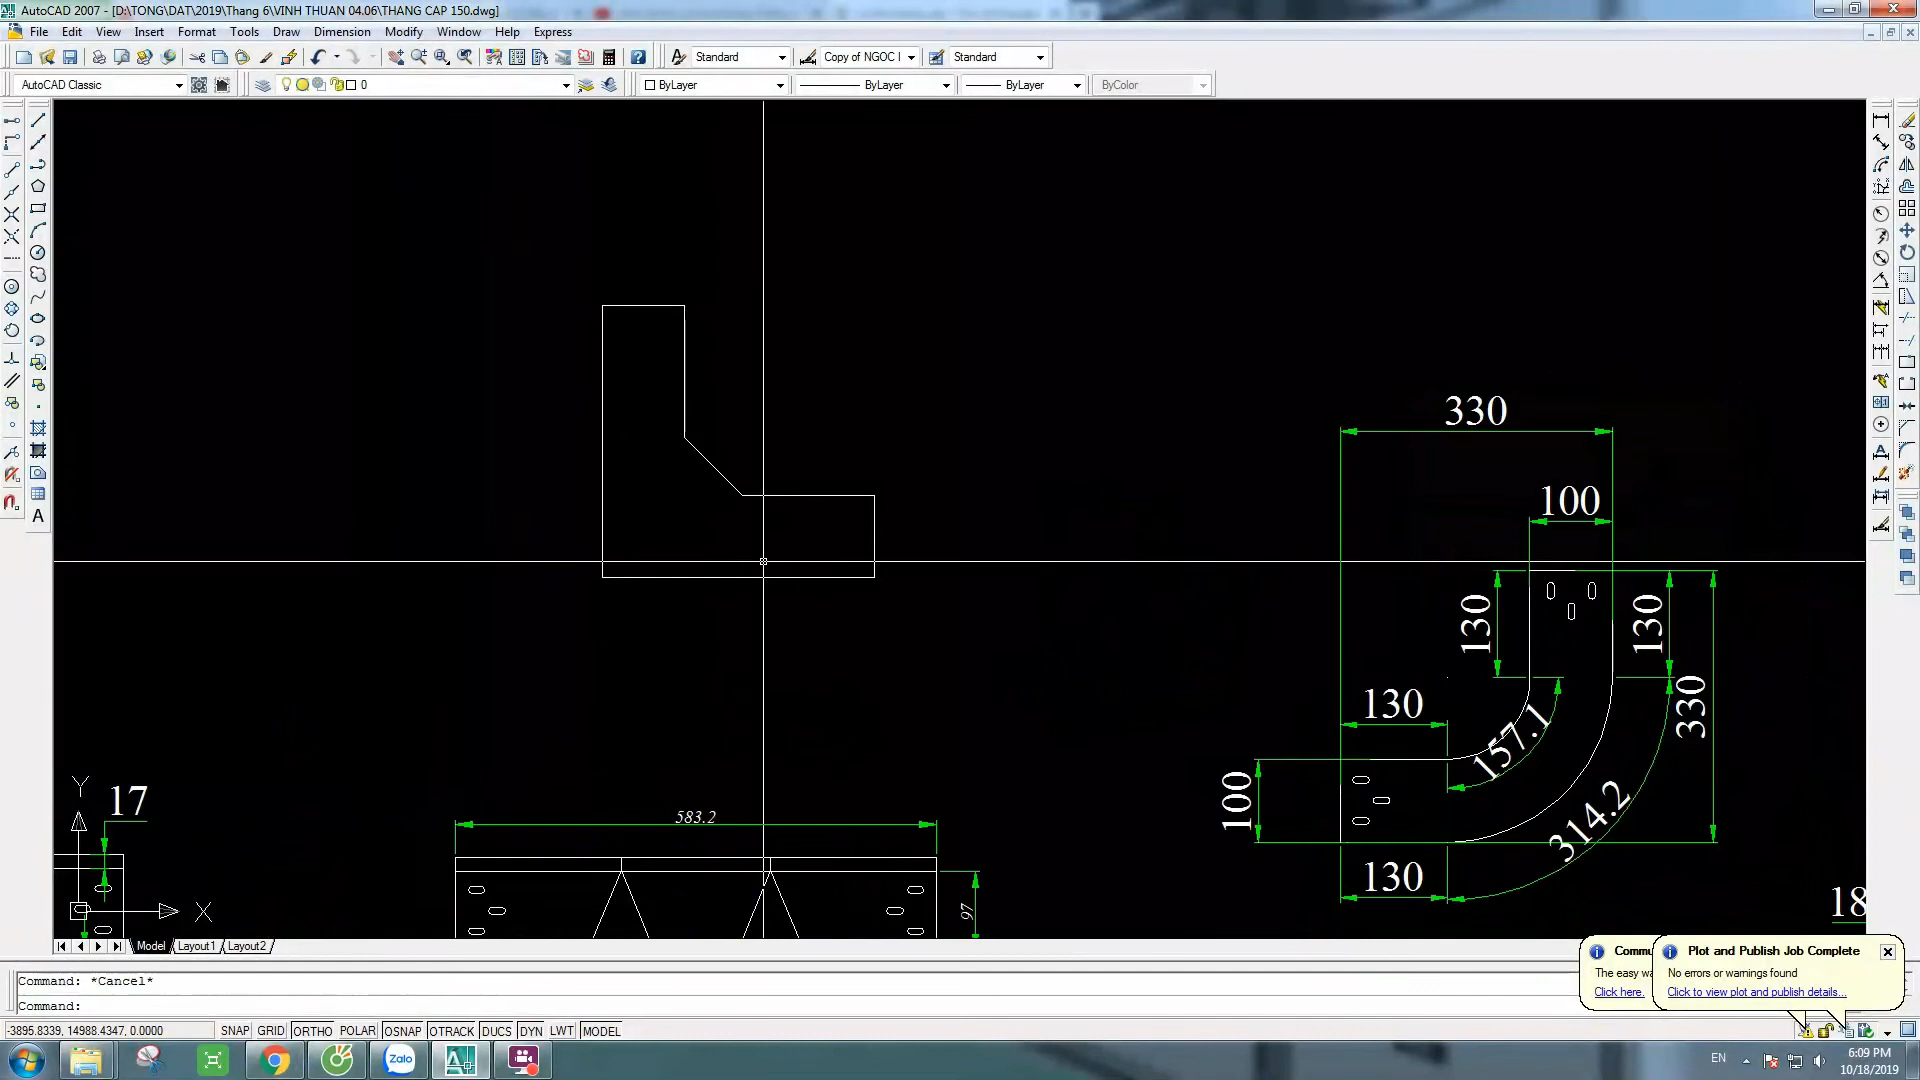 AutoCAD 2007 - [D:\TONG\DAT\2019\Thang 6\VINH THUAN 04.06\THANG CAP 150.dwg]
File Edit View Insert Format Tools Draw Dimension Modify Window Help Express
Standard Copy of NGOC Standard
AutoCAD Classic 0 ByLayer ByLayer ByLayer ByColor
330
100
130
130
130
330
157.1
100
314.2
130
583.2
97
17
18
Y
X
Model Layout1 Layout2
Command: *Cancel*
Command:
Commu
The easy wa
Click here.
Plot and Publish Job Complete
No errors or warnings found
Click to view plot and publish details...
-3895.8339, 14988.4347, 0.0000 SNAP GRID ORTHO POLAR OSNAP OTRACK DUCS DYN LWT MODEL
Zalo
EN
6:09 PM
10/18/2019